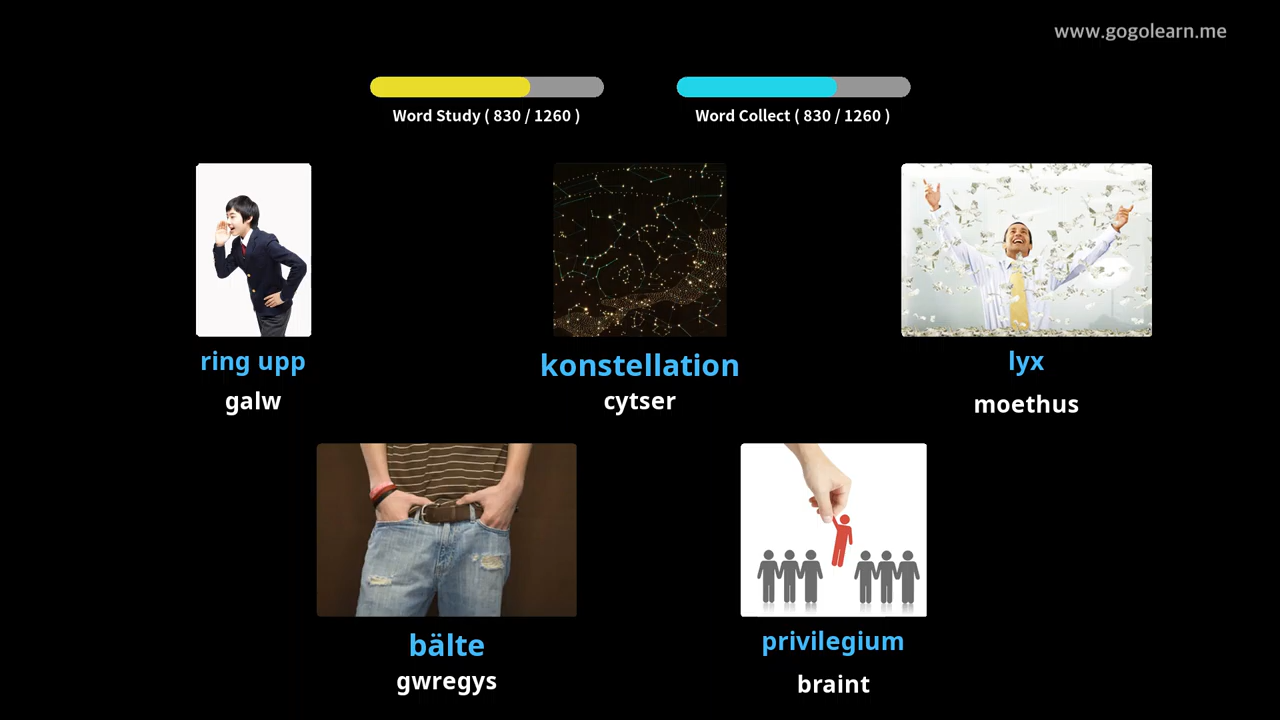 www.gogolearn.me
Word Study ( 830 / 1260 )
Word Collect ( 830 / 1260 )
ring upp
galw
konstellation
cytser
lyx
moethus
bälte
gwregys
privilegium
braint